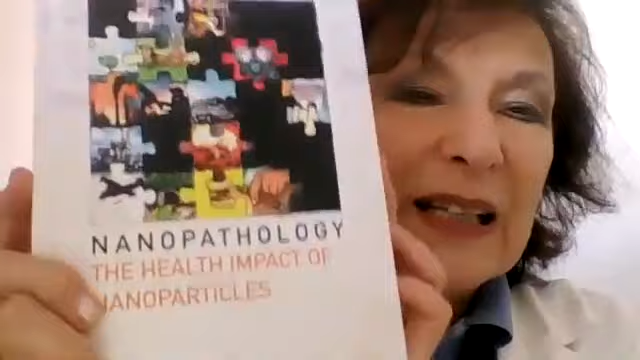 NANOPATHOLOGY
THE HEALTH IMPACT OF
NANOPARTICLES